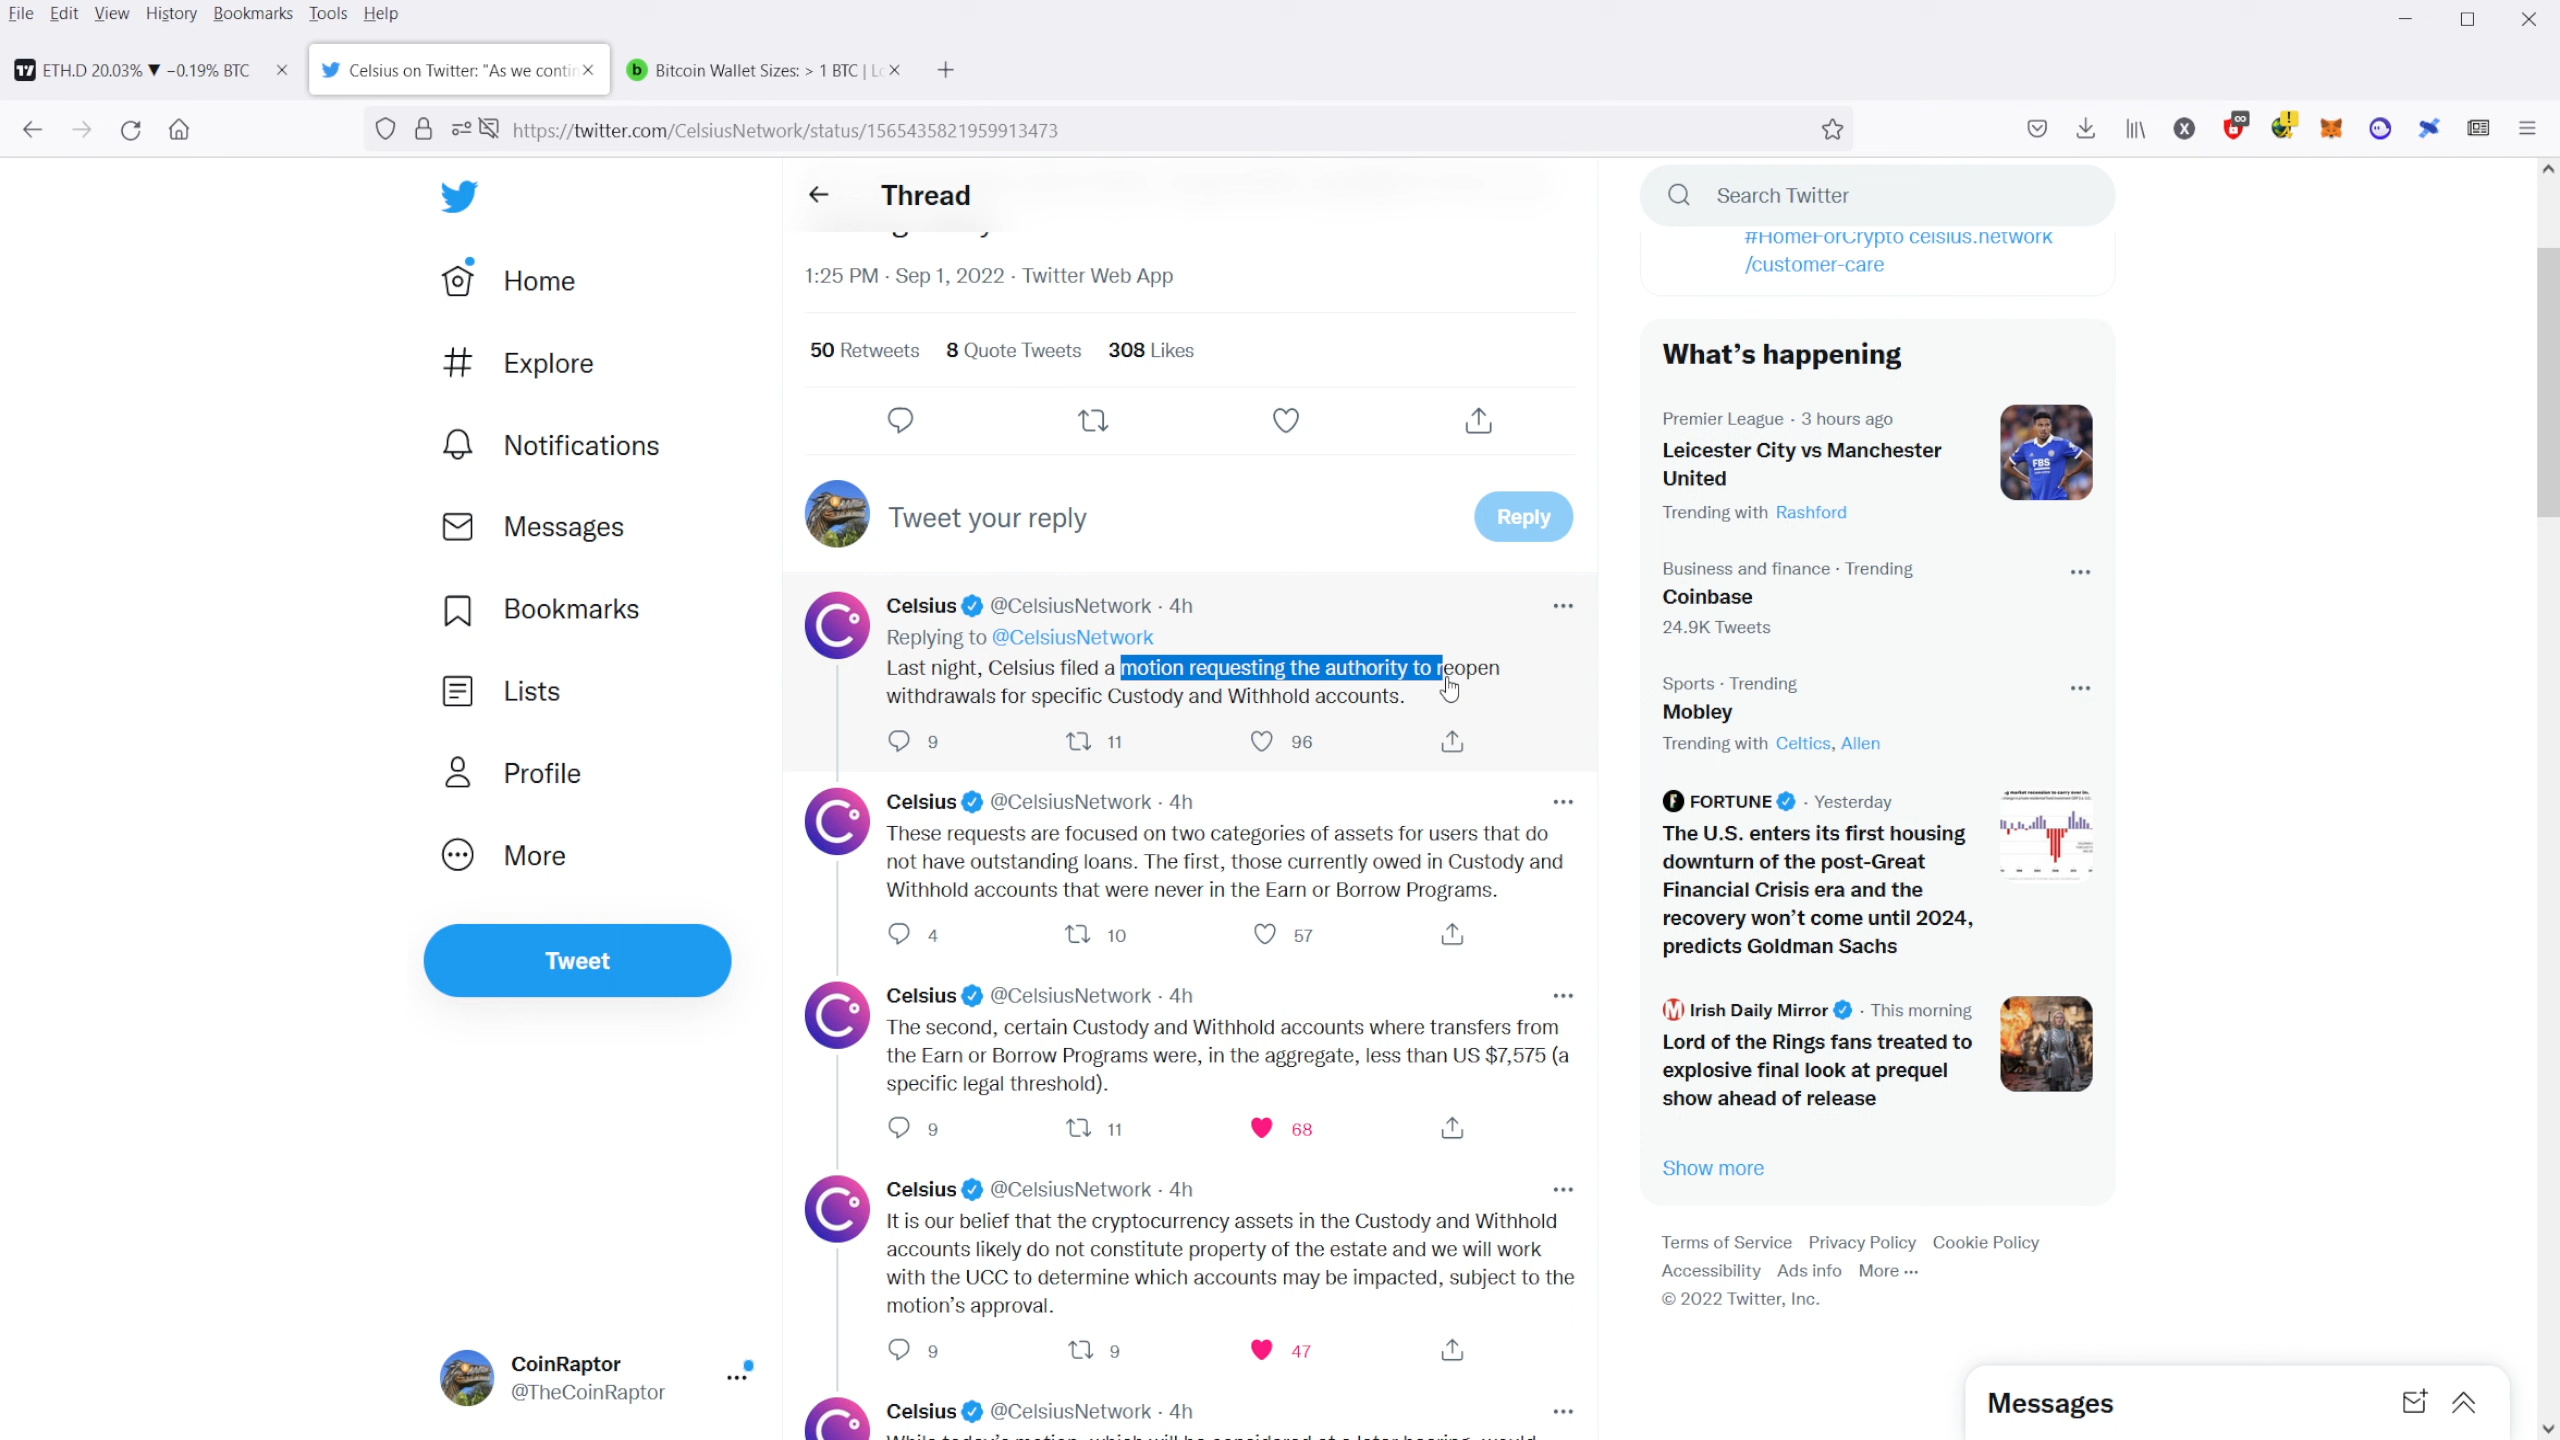 File Edit View History Bookmarks Tools Help
ETH.D 20.03% ▼ −0.19% BTC
Celsius on Twitter: "As we contin
Bitcoin Wallet Sizes: > 1 BTC |
https://twitter.com/CelsiusNetwork/status/1565435821959913473
Home
Explore
Notifications
Messages
Bookmarks
Lists
Profile
More
Tweet
CoinRaptor
@TheCoinRaptor
Thread
1:25 PM · Sep 1, 2022 · Twitter Web App
50 Retweets 8 Quote Tweets 308 Likes
Tweet your reply
Reply
Celsius @CelsiusNetwork · 4h
Replying to @CelsiusNetwork
Last night, Celsius filed a motion requesting the authority to reopen
withdrawals for specific Custody and Withhold accounts.
9 11 96
Celsius @CelsiusNetwork · 4h
These requests are focused on two categories of assets for users that do
not have outstanding loans. The first, those currently owed in Custody and
Withhold accounts that were never in the Earn or Borrow Programs.
4 10 57
Celsius @CelsiusNetwork · 4h
The second, certain Custody and Withhold accounts where transfers from
the Earn or Borrow Programs were, in the aggregate, less than US $7,575 (a
specific legal threshold).
9 11 68
Celsius @CelsiusNetwork · 4h
It is our belief that the cryptocurrency assets in the Custody and Withhold
accounts likely do not constitute property of the estate and we will work
with the UCC to determine which accounts may be impacted, subject to the
motion's approval.
9 9 47
Celsius @CelsiusNetwork · 4h
Search Twitter
#HomeForCrypto celsius.network
/customer-care
What's happening
Premier League · 3 hours ago
Leicester City vs Manchester
United
Trending with Rashford
FBS
Business and finance · Trending
Coinbase
24.9K Tweets
Sports · Trending
Mobley
Trending with Celtics, Allen
FORTUNE · Yesterday
The U.S. enters its first housing
downturn of the post-Great
Financial Crisis era and the
recovery won't come until 2024,
predicts Goldman Sachs
Irish Daily Mirror · This morning
Lord of the Rings fans treated to
explosive final look at prequel
show ahead of release
Show more
Terms of Service Privacy Policy Cookie Policy
Accessibility Ads info More ···
© 2022 Twitter, Inc.
Messages